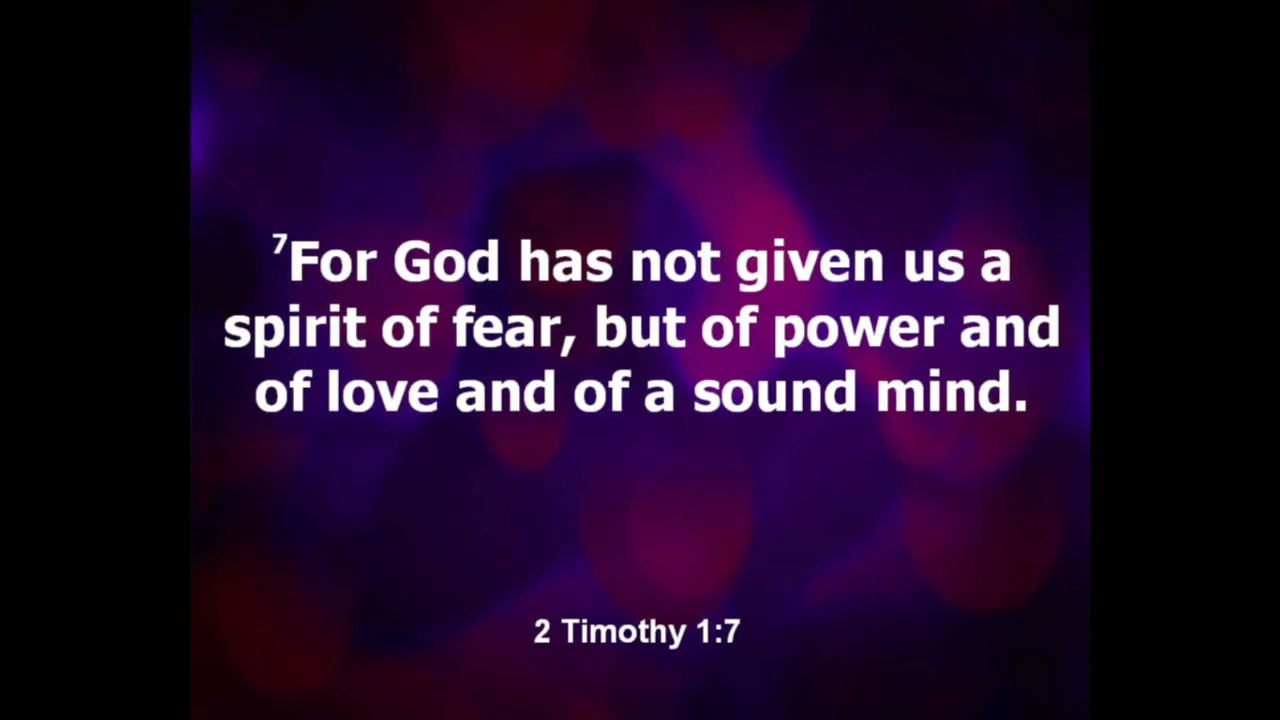 ⁷For God has not given us a
spirit of fear, but of power and
of love and of a sound mind.
2 Timothy 1:7